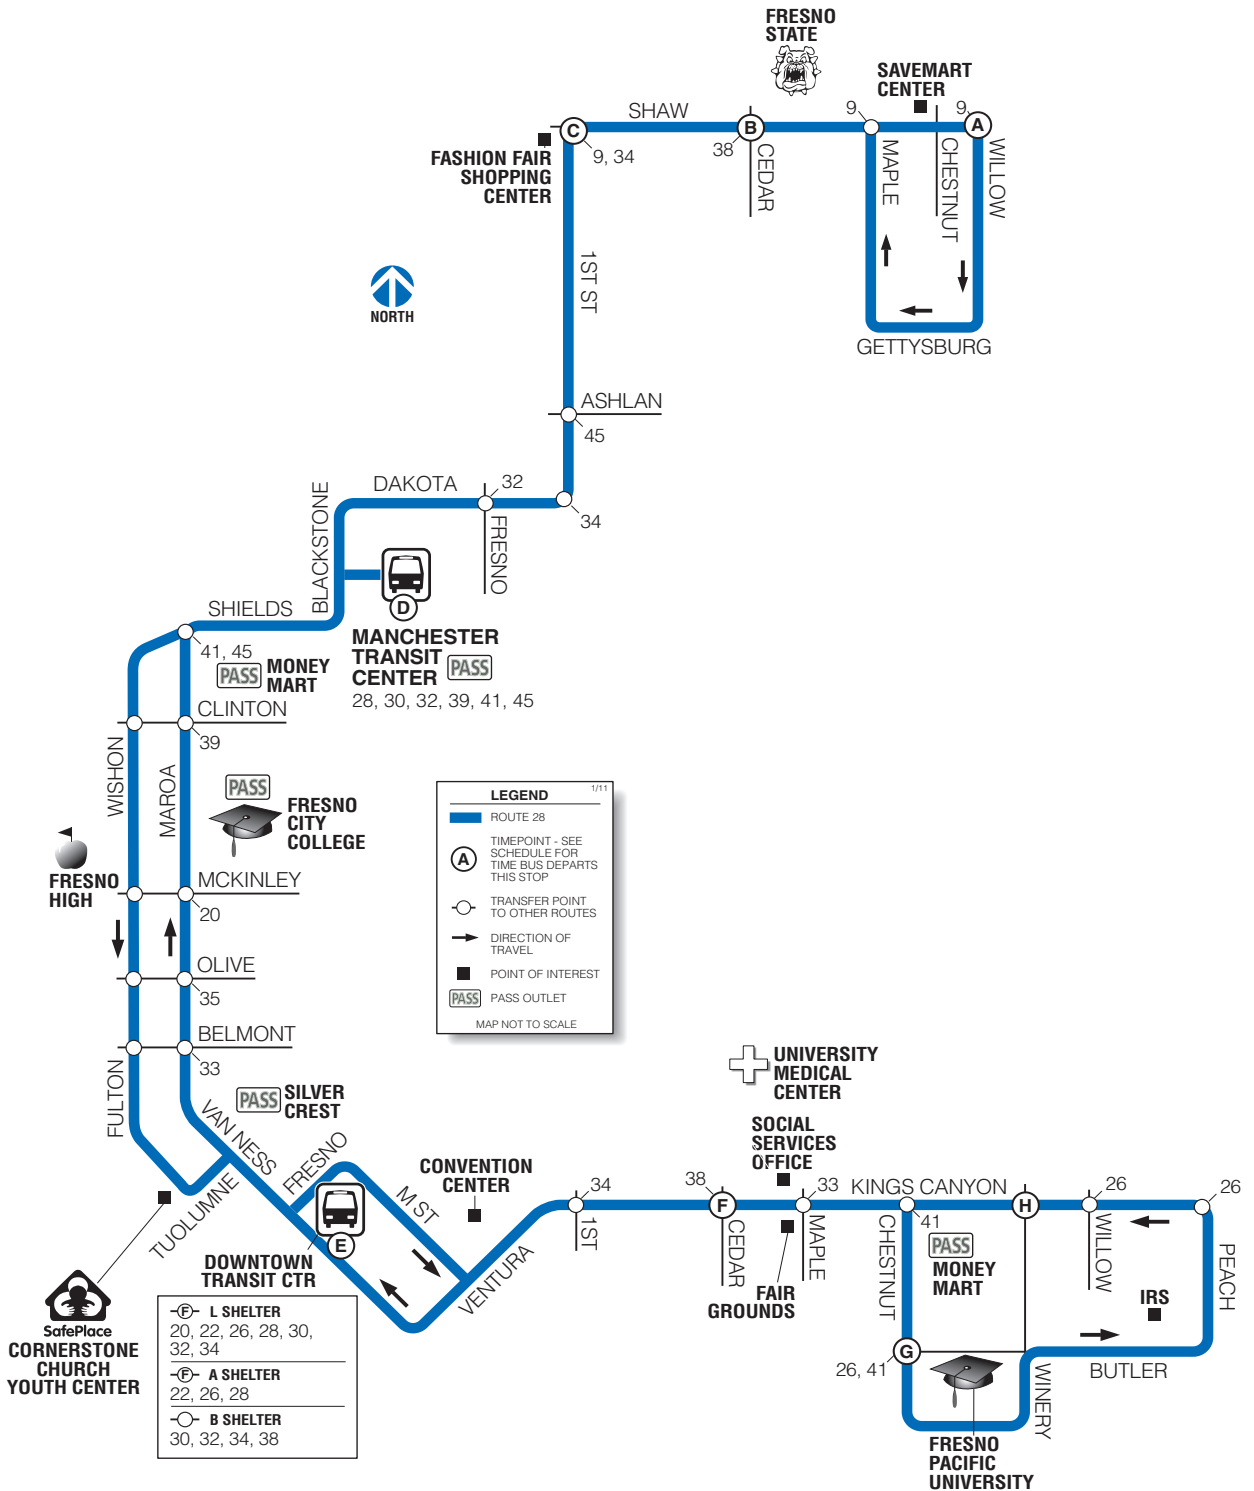 FRESNO
STATE
SAVEMART
CENTER
SHAW
9
9
A
B
C
38
9, 34
CEDAR
MAPLE
CHESTNUT
WILLOW
FASHION FAIR
SHOPPING
CENTER
1ST ST
NORTH
GETTYSBURG
ASHLAN
45
DAKOTA
32
34
FRESNO
BLACKSTONE
D
SHIELDS
MANCHESTER
TRANSIT
CENTER
PASS
28, 30, 32, 39, 41, 45
41, 45
PASS
MONEY
MART
CLINTON
39
WISHON
MAROA
PASS
FRESNO
CITY
COLLEGE
FRESNO
HIGH
MCKINLEY
20
OLIVE
35
BELMONT
33
FULTON
1/11
LEGEND
ROUTE 28
A
TIMEPOINT - SEE
SCHEDULE FOR
TIME BUS DEPARTS
THIS STOP
TRANSFER POINT
TO OTHER ROUTES
DIRECTION OF
TRAVEL
POINT OF INTEREST
PASS
PASS OUTLET
MAP NOT TO SCALE
PASS
SILVER
CREST
VAN NESS
FRESNO
M ST
TUOLUMNE
CONVENTION
CENTER
VENTURA
E
DOWNTOWN
TRANSIT CTR
SafePlace
CORNERSTONE
CHURCH
YOUTH CENTER
F L SHELTER
20, 22, 26, 28, 30,
32, 34
F A SHELTER
22, 26, 28
B SHELTER
30, 32, 34, 38
UNIVERSITY
MEDICAL
CENTER
SOCIAL
SERVICES
OFFICE
34
1ST
38
F
CEDAR
33
MAPLE
FAIR
GROUNDS
KINGS CANYON
CHESTNUT
41
PASS
MONEY
MART
H
26
WILLOW
26
PEACH
IRS
G
26, 41
BUTLER
WINERY
FRESNO
PACIFIC
UNIVERSITY